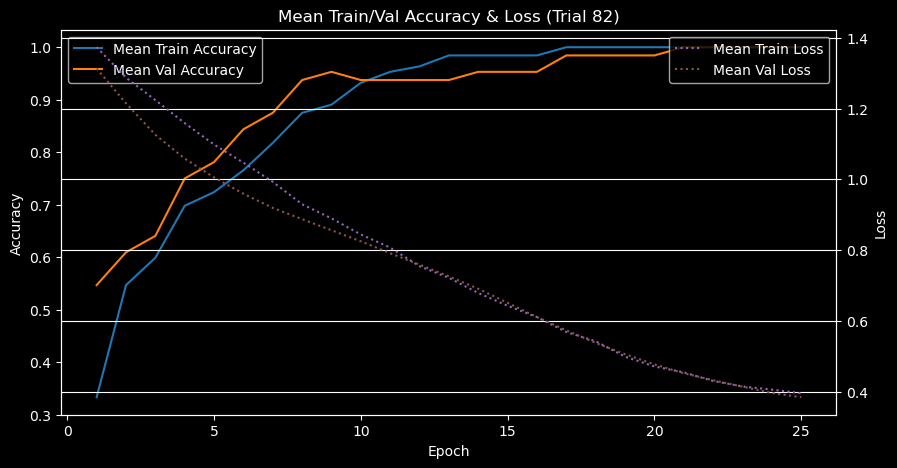 Mean Train/Val Accuracy & Loss (Trial 82)
Mean Train Accuracy
Mean Val Accuracy
Mean Train Loss
Mean Val Loss
1.0
0.9
0.8
0.7
0.6
0.5
0.4
0.3
Accuracy
1.4
1.2
1.0
0.8
0.6
0.4
Loss
0
5
10
15
20
25
Epoch